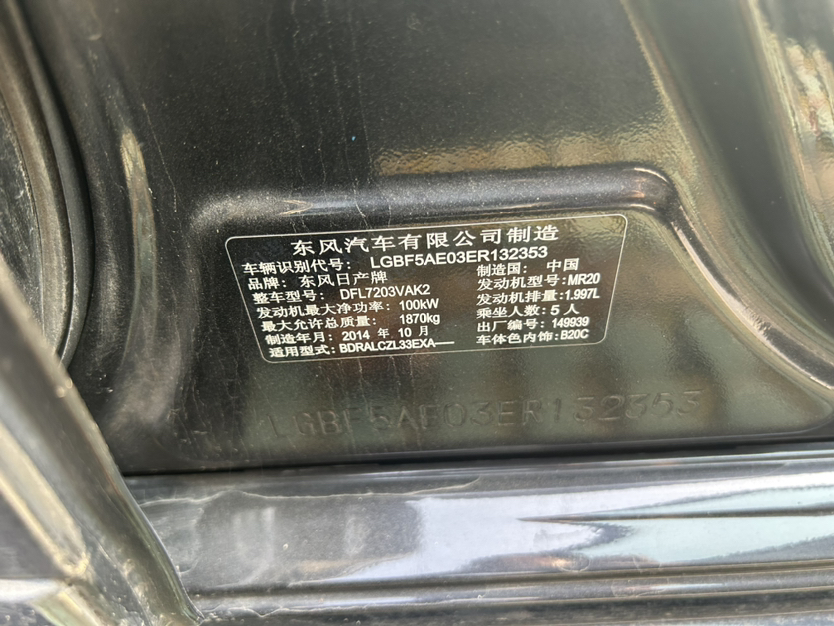 东风汽车有限公司制造
车辆识别代号: LGBF5AE03ER132353
品牌: 东风日产牌 制造国: 中国
整车型号: DFL7203VAK2 发动机型号: MR20
发动机最大净功率: 100kW 发动机排量: 1.997L
最大允许总质量: 1870kg 乘坐人数: 5 人
制造年月: 2014 年 10 月 出厂编号: 149939
适用型式: BDRALCZL33EXA— 车体色内饰: B20C
LGBF5AE03ER132353